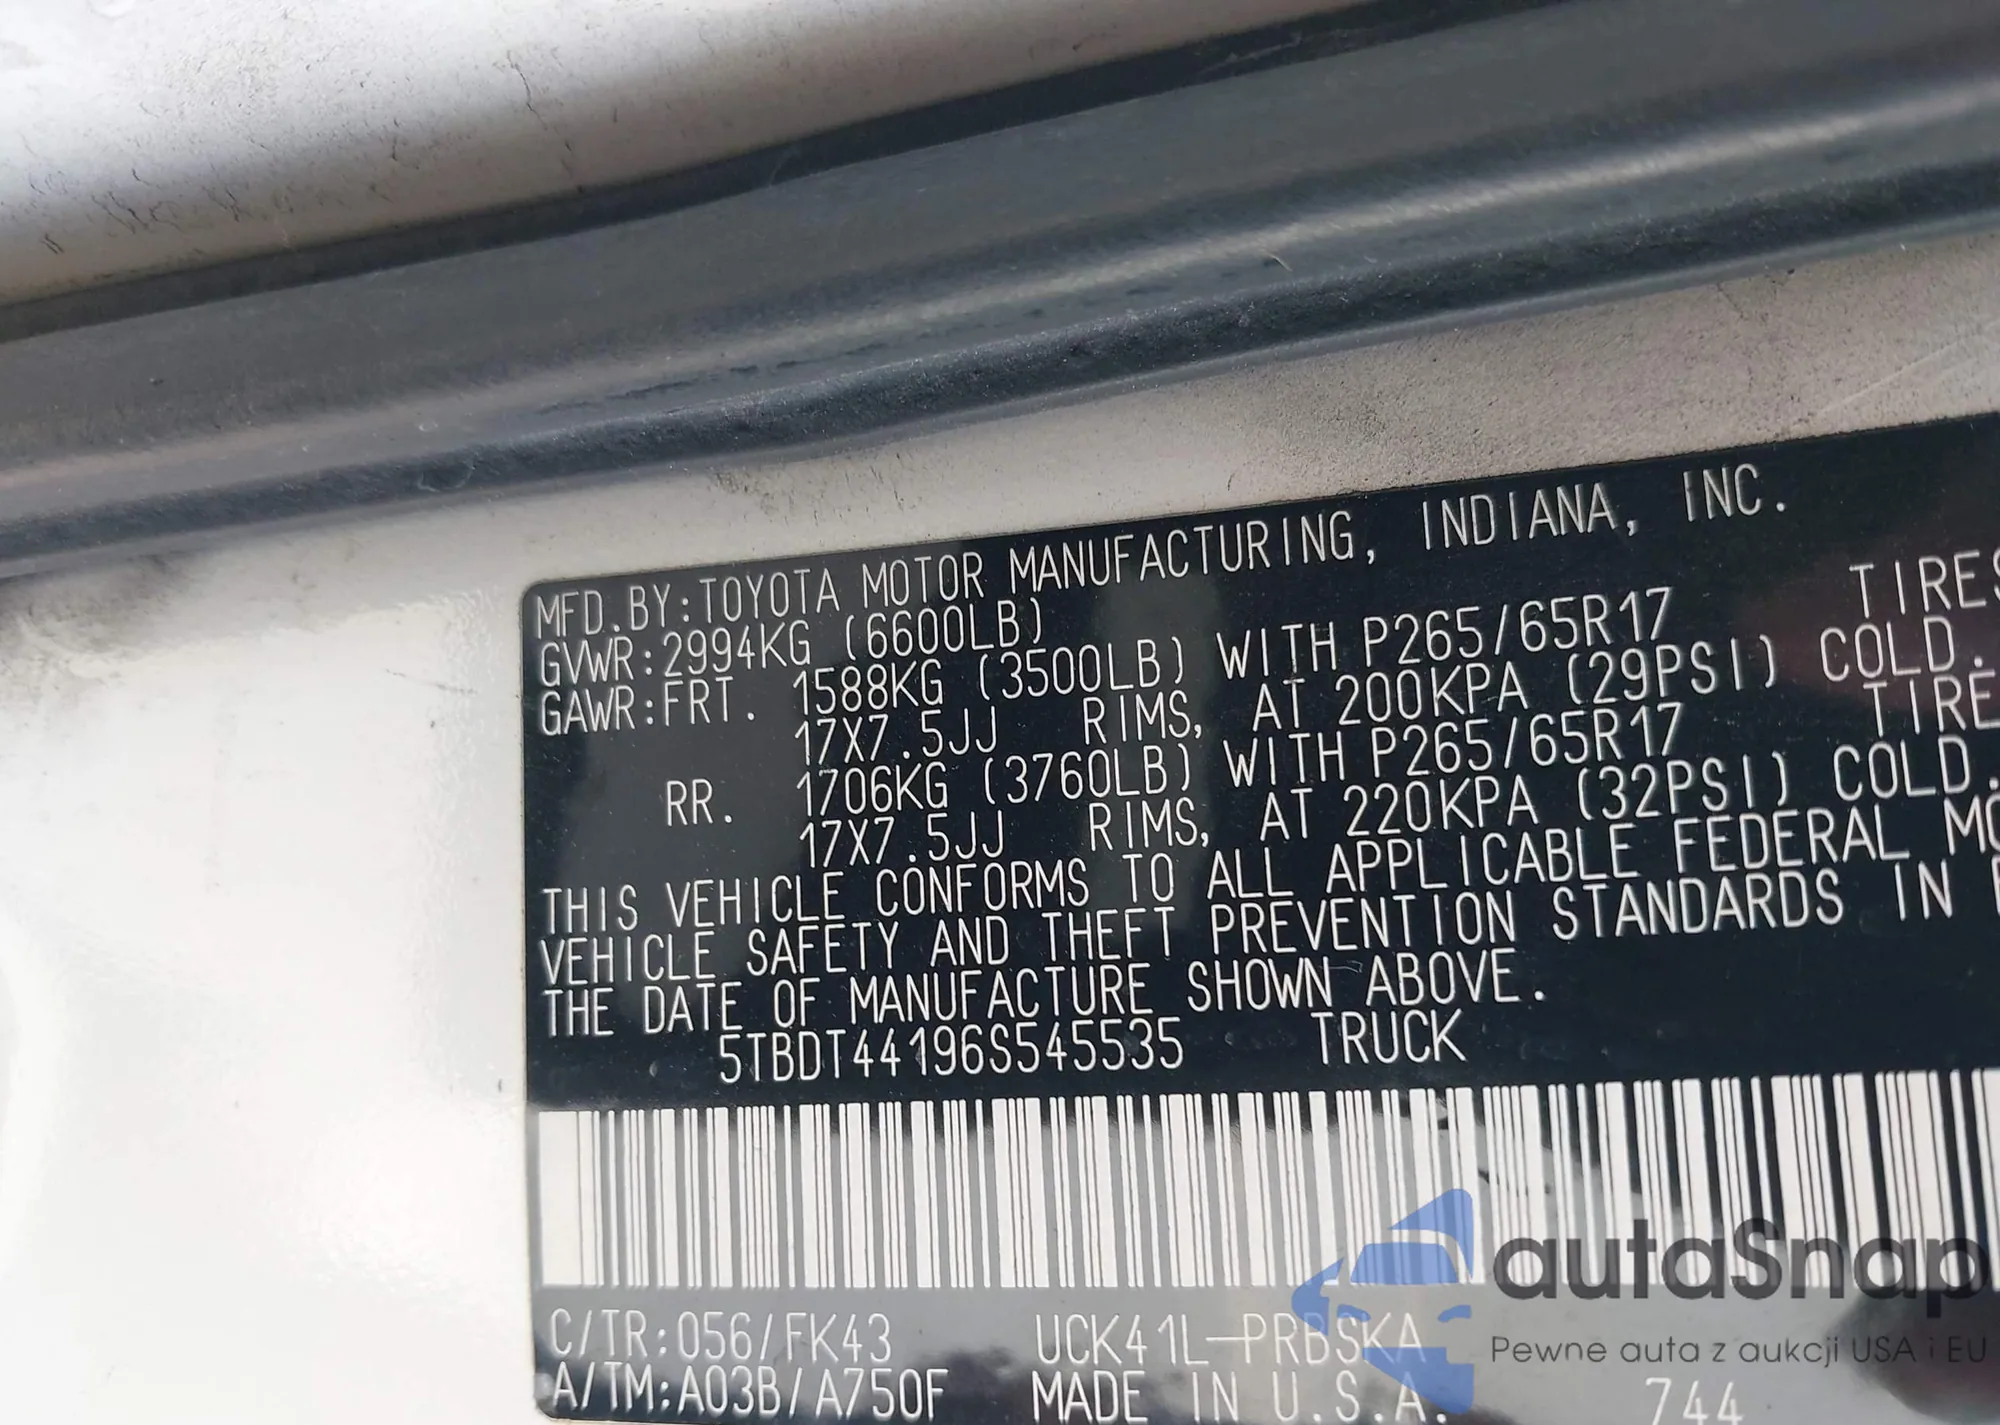 MFD.BY:TOYOTA MOTOR MANUFACTURING, INDIANA, INC.
GVWR:2994KG (6600LB)
GAWR:FRT. 1588KG (3500LB) WITH P265/65R17 TIRES
17X7.5JJ RIMS, AT 200KPA (29PSI) COLD.
RR. 1706KG (3760LB) WITH P265/65R17 TIRE
17X7.5JJ RIMS, AT 220KPA (32PSI) COLD.
THIS VEHICLE CONFORMS TO ALL APPLICABLE FEDERAL MO
VEHICLE SAFETY AND THEFT PREVENTION STANDARDS IN
THE DATE OF MANUFACTURE SHOWN ABOVE.
5TBDT44196S545535 TRUCK
C/TR:056/FK43 UCK41L-PRBSKA
A/TM:A03B/A750F MADE IN U.S.A. 744
autaSnap
Pewne auta z aukcji USA i EU